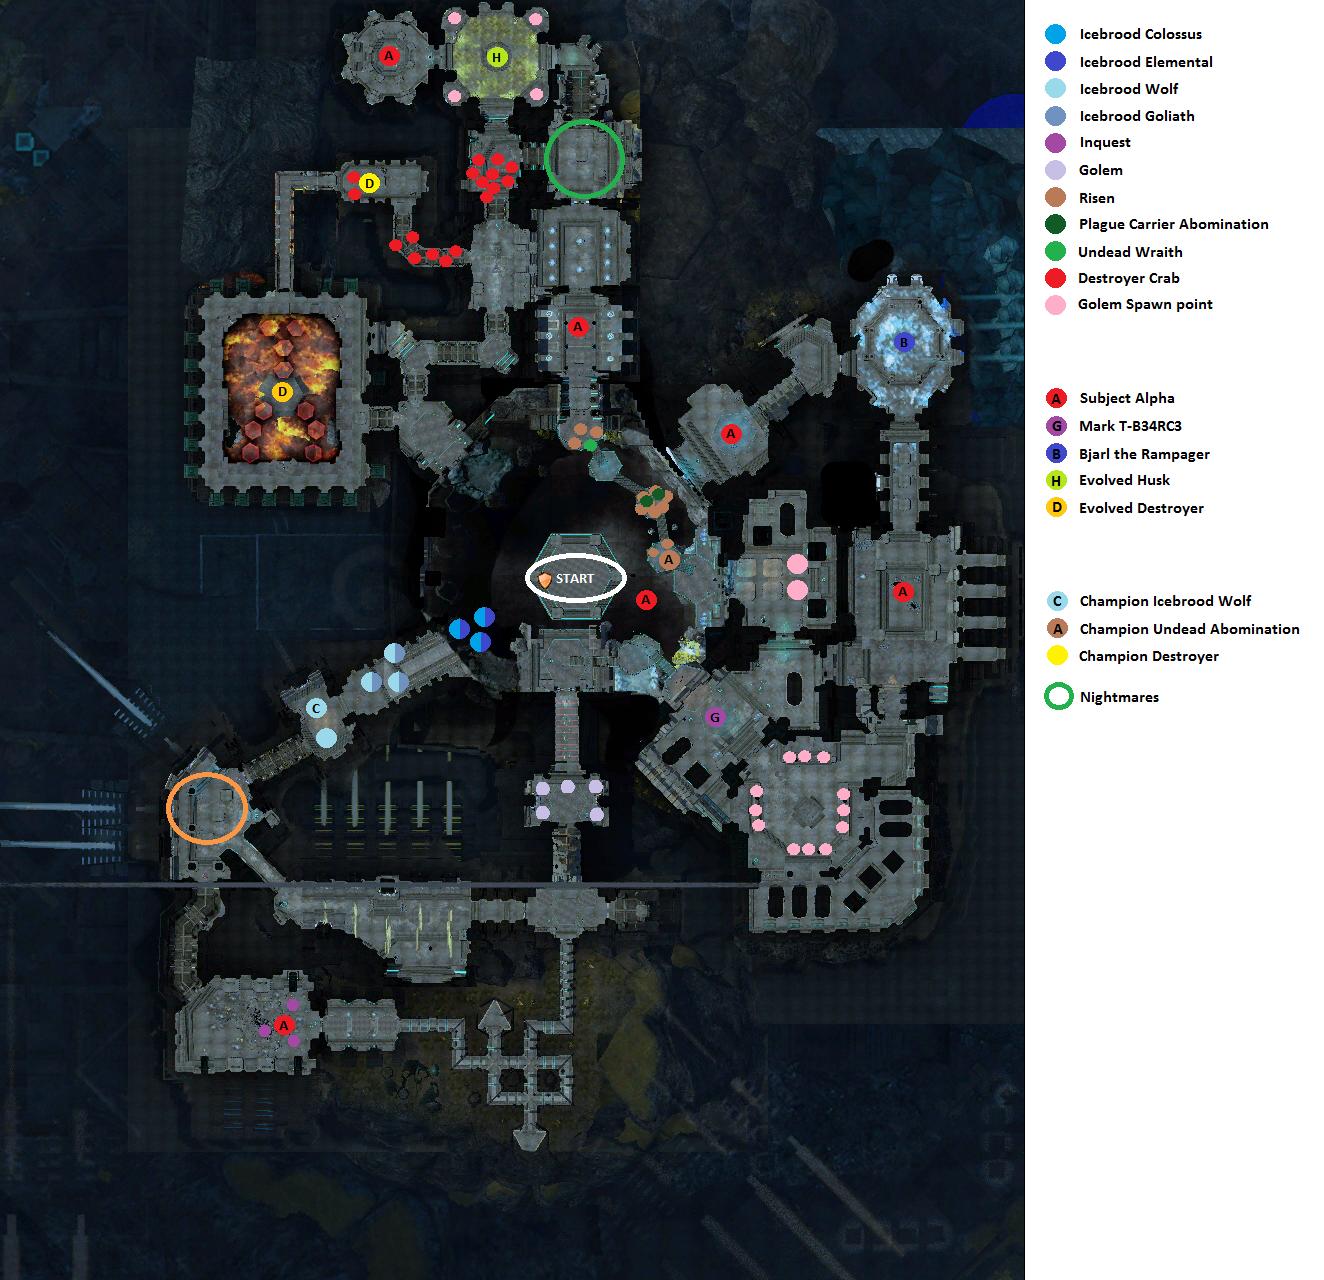 Icebrood Colossus
Icebrood Elemental
Icebrood Wolf
Icebrood Goliath
Inquest
Golem
Risen
Plague Carrier Abomination
Undead Wraith
Destroyer Crab
Golem Spawn point
A Subject Alpha
G Mark T-B34RC3
B Bjarl the Rampager
H Evolved Husk
D Evolved Destroyer
C Champion Icebrood Wolf
A Champion Undead Abomination
Champion Destroyer
Nightmares
A
H
D
A
B
D
A
A
START
A
A
C
G
A